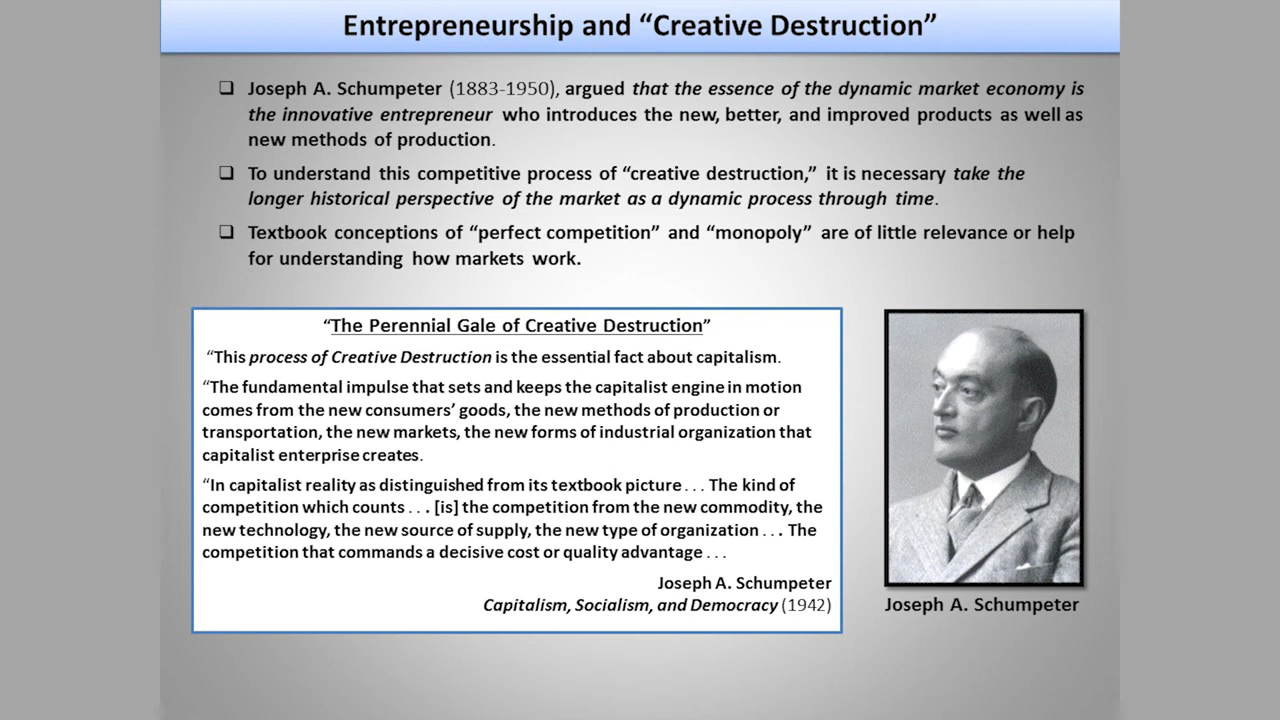 Entrepreneurship and “Creative Destruction”
❑ Joseph A. Schumpeter (1883-1950), argued that the essence of the dynamic market economy is
the innovative entrepreneur who introduces the new, better, and improved products as well as
new methods of production.
❑ To understand this competitive process of “creative destruction,” it is necessary take the
longer historical perspective of the market as a dynamic process through time.
❑ Textbook conceptions of “perfect competition” and “monopoly” are of little relevance or help
for understanding how markets work.
“The Perennial Gale of Creative Destruction”
“This process of Creative Destruction is the essential fact about capitalism.
“The fundamental impulse that sets and keeps the capitalist engine in motion
comes from the new consumers’ goods, the new methods of production or
transportation, the new markets, the new forms of industrial organization that
capitalist enterprise creates.
“In capitalist reality as distinguished from its textbook picture . . . The kind of
competition which counts . . . [is] the competition from the new commodity, the
new technology, the new source of supply, the new type of organization . . . The
competition that commands a decisive cost or quality advantage . . .
Joseph A. Schumpeter
Capitalism, Socialism, and Democracy (1942)
Joseph A. Schumpeter